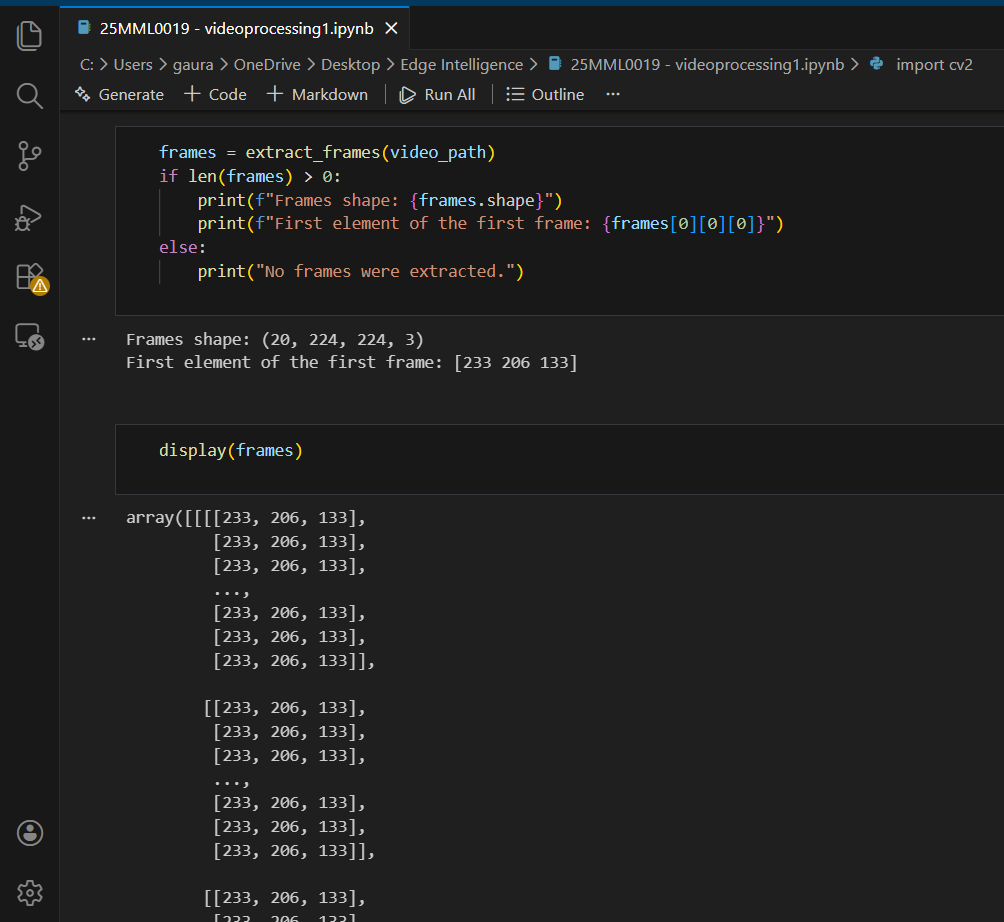 25MML0019 - videoprocessing1.ipynb
C: > Users > gaura > OneDrive > Desktop > Edge Intelligence > 25MML0019 - videoprocessing1.ipynb > import cv2
Generate + Code + Markdown | Run All | Outline ...
frames = extract_frames(video_path)
if len(frames) > 0:
    print(f"Frames shape: {frames.shape}")
    print(f"First element of the first frame: {frames[0][0][0]}")
else:
    print("No frames were extracted.")
... Frames shape: (20, 224, 224, 3)
First element of the first frame: [233 206 133]
display(frames)
... array([[[[233, 206, 133],
[233, 206, 133],
[233, 206, 133],
...,
[233, 206, 133],
[233, 206, 133],
[233, 206, 133]],
[[233, 206, 133],
[233, 206, 133],
[233, 206, 133],
...,
[233, 206, 133],
[233, 206, 133],
[233, 206, 133]],
[[233, 206, 133],
[233, 206, 133],